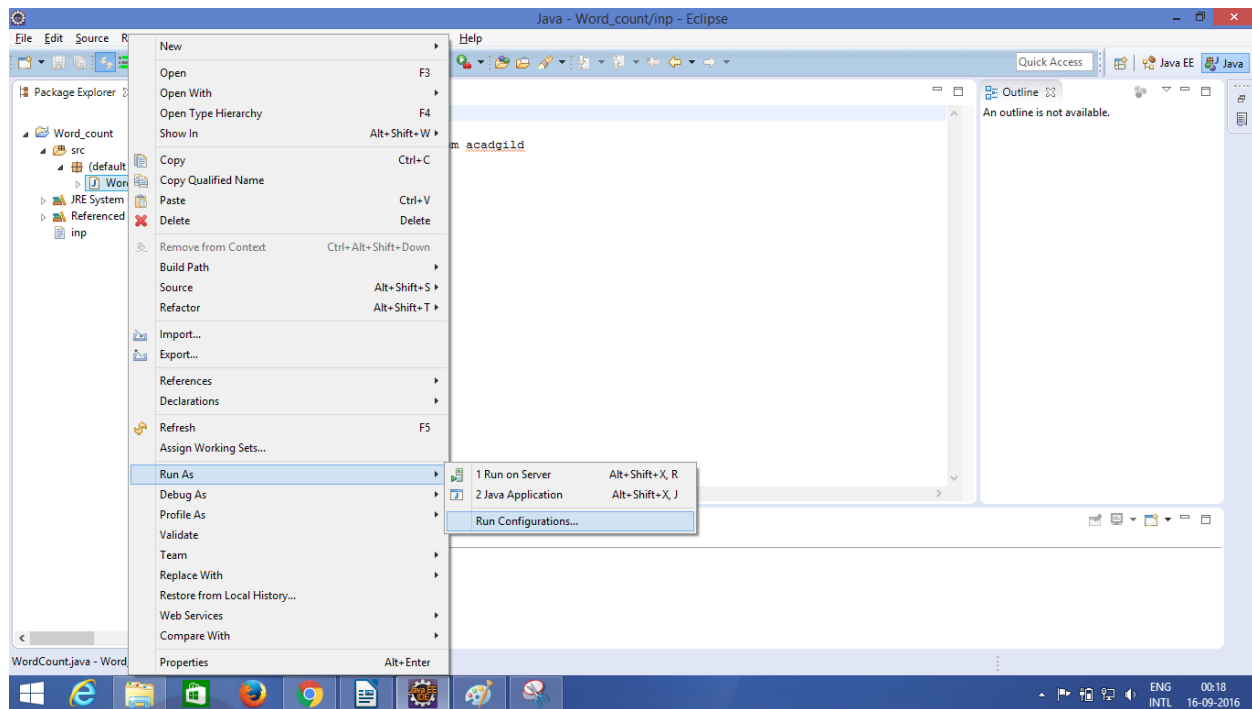 Java - Word_count/inp - Eclipse
File Edit Source R Help
Quick Access Java EE Java
Package Explorer
Word_count
src
(default
Wor
JRE System
Referenced
inp
New
Open F3
Open With
Open Type Hierarchy F4
Show In Alt+Shift+W
Copy Ctrl+C
Copy Qualified Name
Paste Ctrl+V
Delete Delete
Remove from Context Ctrl+Alt+Shift+Down
Build Path
Source Alt+Shift+S
Refactor Alt+Shift+T
Import...
Export...
References
Declarations
Refresh F5
Assign Working Sets...
Run As
Debug As
Profile As
Validate
Team
Replace With
Restore from Local History...
Web Services
Compare With
Properties Alt+Enter
1 Run on Server Alt+Shift+X, R
2 Java Application Alt+Shift+X, J
Run Configurations...
m acadgild
Outline
An outline is not available.
WordCount.java - Word
Java EE
IDE
ENG 00:18
INTL 16-09-2016